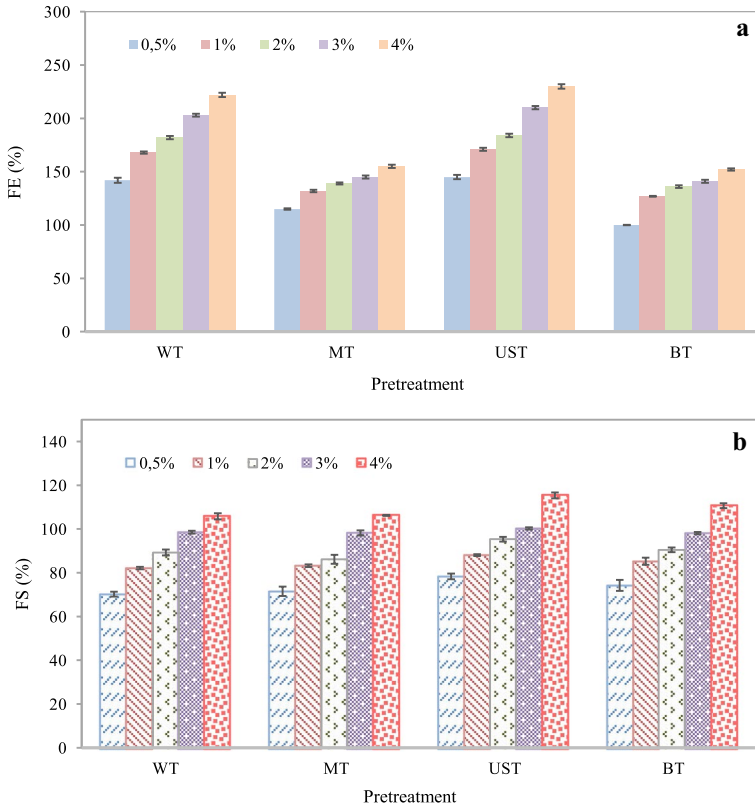 a
300
0,5% 1% 2% 3% 4%
250
200
150
100
50
0
FE (%)
WT MT UST BT
Pretreatment
b
140
0,5% 1% 2% 3% 4%
120
100
80
60
40
20
0
FS (%)
WT MT UST BT
Pretreatment